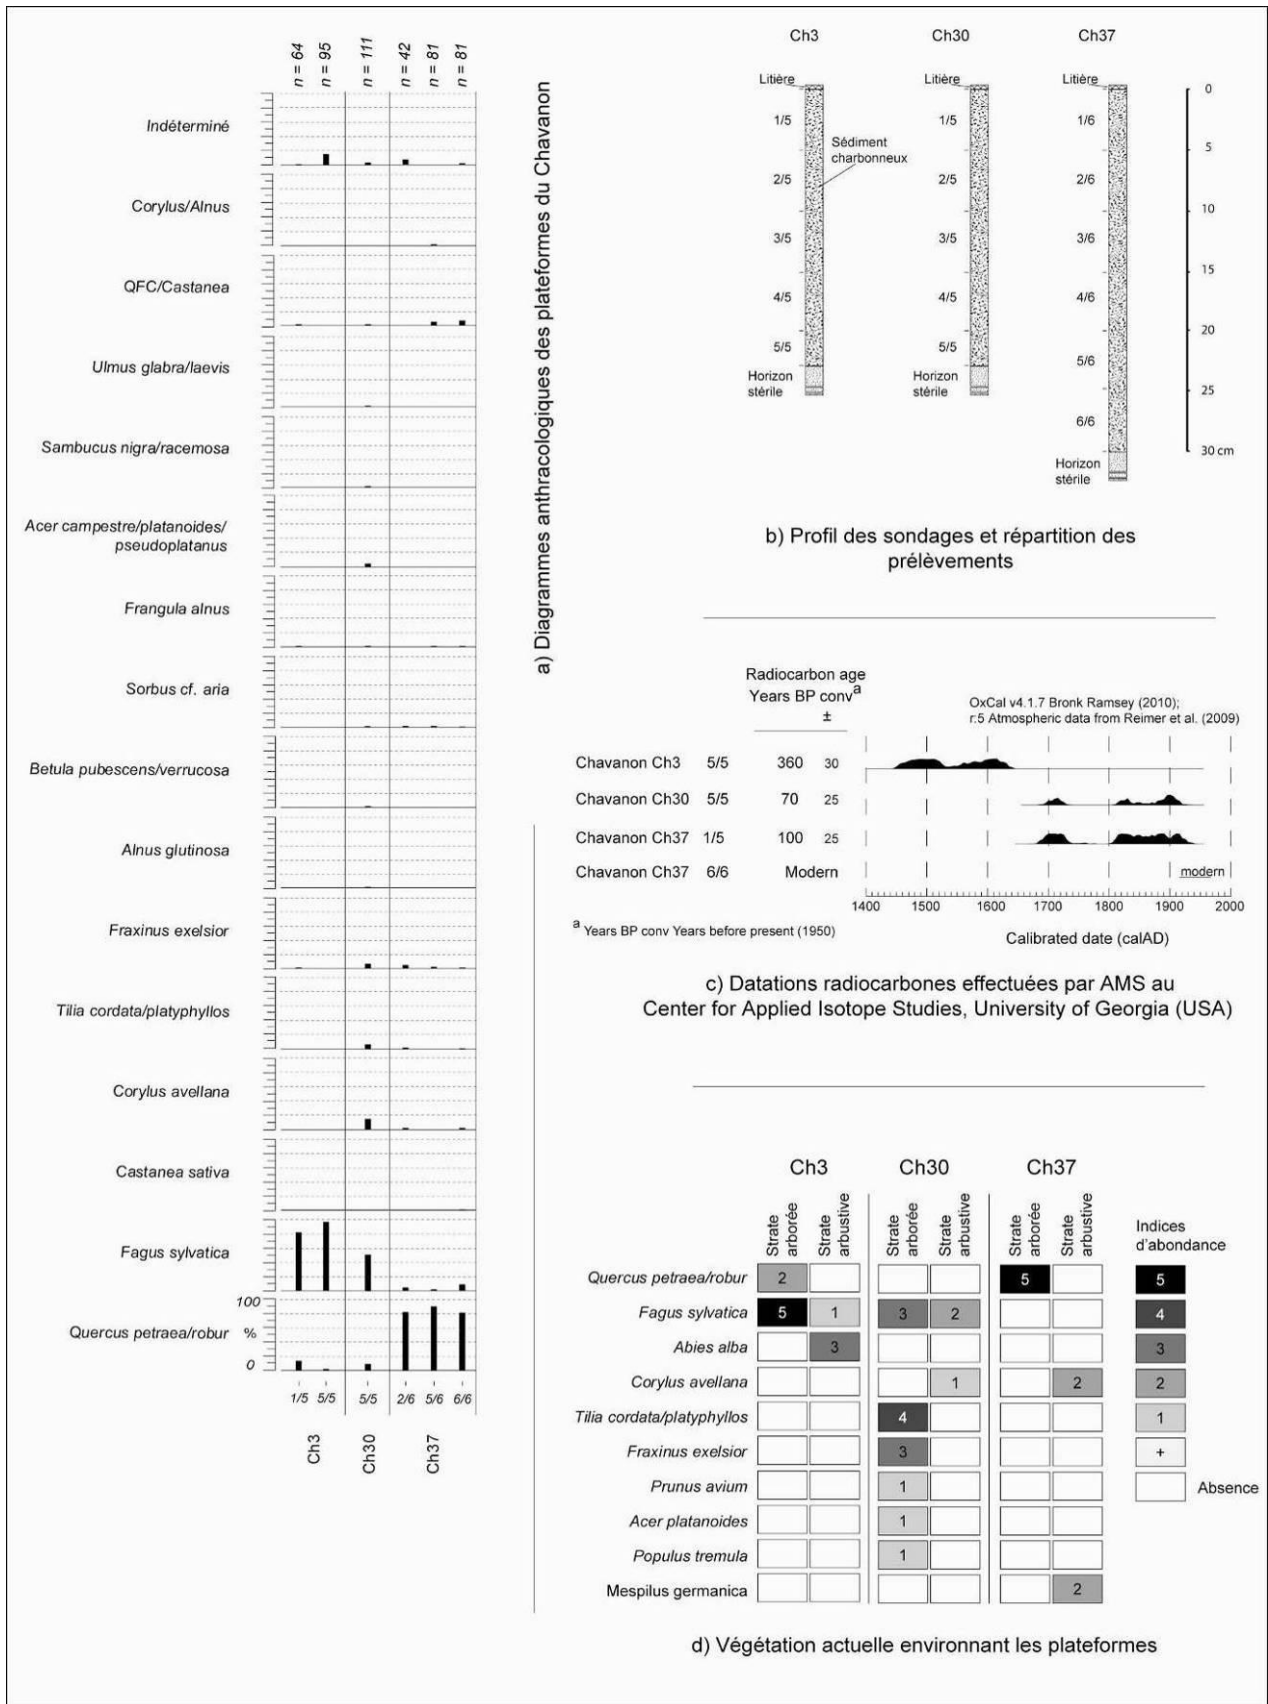 n = 64
n = 95
n = 111
n = 42
n = 81
n = 81
Indéterminé
Corylus/Alnus
QFC/Castanea
Ulmus glabra/laevis
Sambucus nigra/racemosa
Acer campestre/platanoides/
pseudoplatanus
Frangula alnus
Sorbus cf. aria
Betula pubescens/verrucosa
Alnus glutinosa
Fraxinus exelsior
Tilia cordata/platyphyllos
Corylus avellana
Castanea sativa
Fagus sylvatica
100
Quercus petraea/robur %
0
1/5 5/5 5/5 2/6 5/6 6/6
Ch3
Ch30
Ch37
a) Diagrammes anthracologiques des plateformes du Chavanon
Ch3 Ch30 Ch37
Litière Litière Litière 0
1/5 1/5 1/6
Sédiment
charbonneux
5
2/5 2/5 2/6
10
3/5 3/5 3/6
15
4/5 4/5 4/6
20
5/5 5/5 5/6
Horizon
stérile
Horizon
stérile
25
6/6
30 cm
Horizon
stérile
b) Profil des sondages et répartition des
prélèvements
Radiocarbon age
Years BP conv a
±
OxCal v4.1.7 Bronk Ramsey (2010);
r:5 Atmospheric data from Reimer et al. (2009)
Chavanon Ch3 5/5 360 30
Chavanon Ch30 5/5 70 25
Chavanon Ch37 1/5 100 25
Chavanon Ch37 6/6 Modern modern
1400 1500 1600 1700 1800 1900 2000
a Years BP conv Years before present (1950)
Calibrated date (calAD)
c) Datations radiocarbones effectuées par AMS au
Center for Applied Isotope Studies, University of Georgia (USA)
Ch3 Ch30 Ch37
Strate
arborée
Strate
arbustive
Strate
arborée
Strate
arbustive
Strate
arborée
Strate
arbustive
Indices
d'abondance
Quercus petraea/robur 2 5 5
Fagus sylvatica 5 1 3 2 4
Abies alba 3 3
Corylus avellana 1 2 2
Tilia cordata/platyphyllos 4 1
Fraxinus exelsior 3 +
Prunus avium 1 Absence
Acer platanoides 1
Populus tremula 1
Mespilus germanica 2
d) Végétation actuelle environnant les plateformes